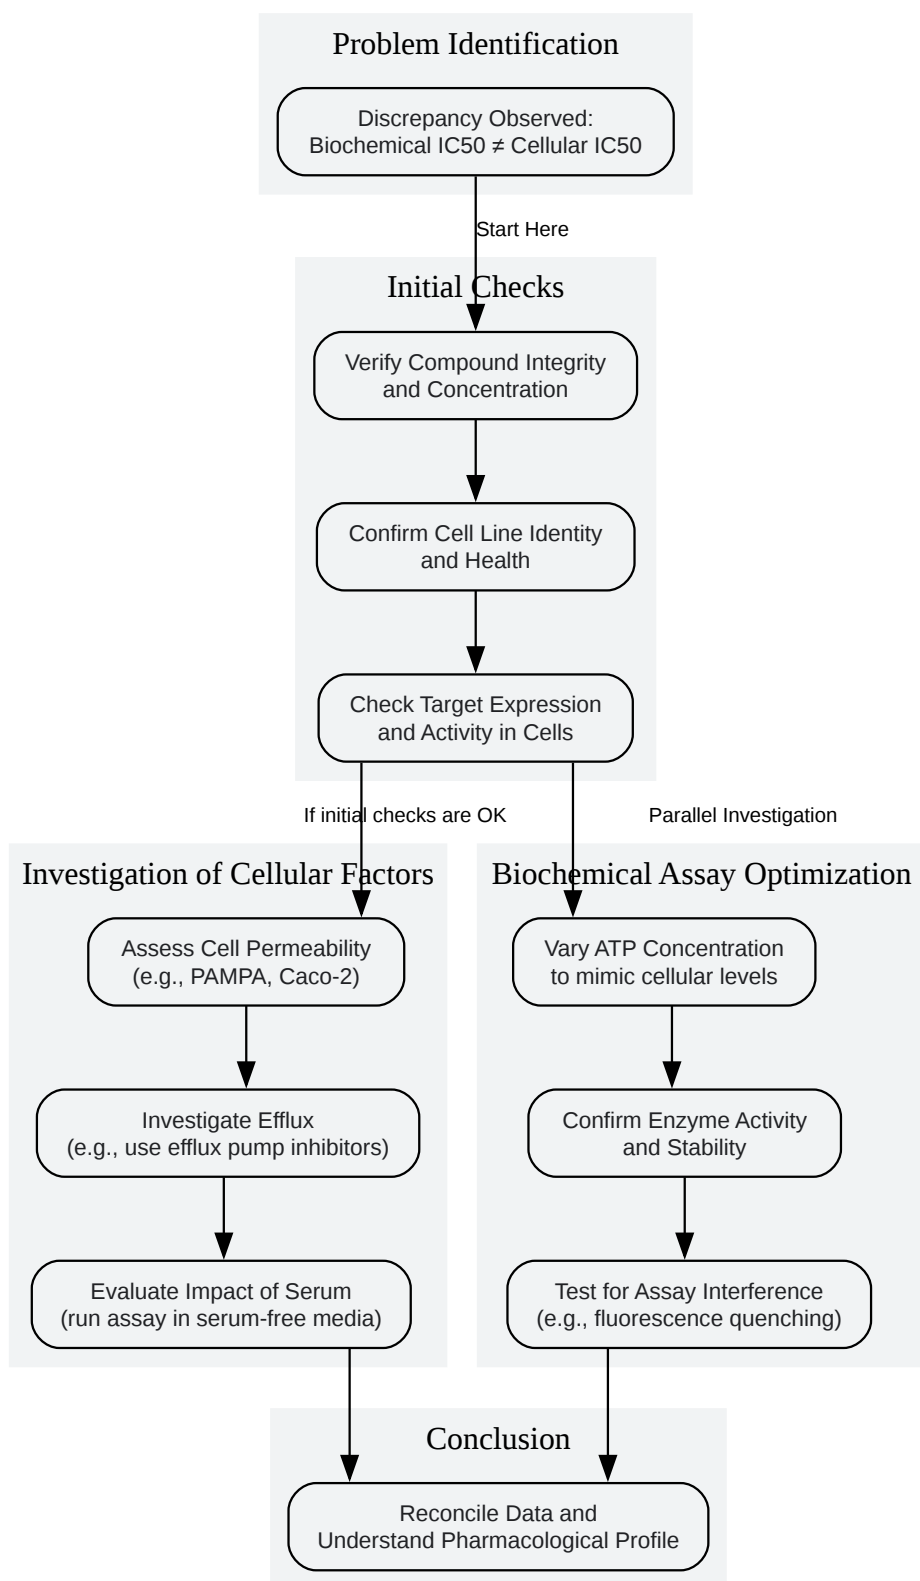 Problem Identification
Discrepancy Observed:
Biochemical IC50 ≠ Cellular IC50
Start Here
Initial Checks
Verify Compound Integrity
and Concentration
Confirm Cell Line Identity
and Health
Check Target Expression
and Activity in Cells
If initial checks are OK
Parallel Investigation
Investigation of Cellular Factors
Assess Cell Permeability
(e.g., PAMPA, Caco-2)
Investigate Efflux
(e.g., use efflux pump inhibitors)
Evaluate Impact of Serum
(run assay in serum-free media)
Biochemical Assay Optimization
Vary ATP Concentration
to mimic cellular levels
Confirm Enzyme Activity
and Stability
Test for Assay Interference
(e.g., fluorescence quenching)
Conclusion
Reconcile Data and
Understand Pharmacological Profile